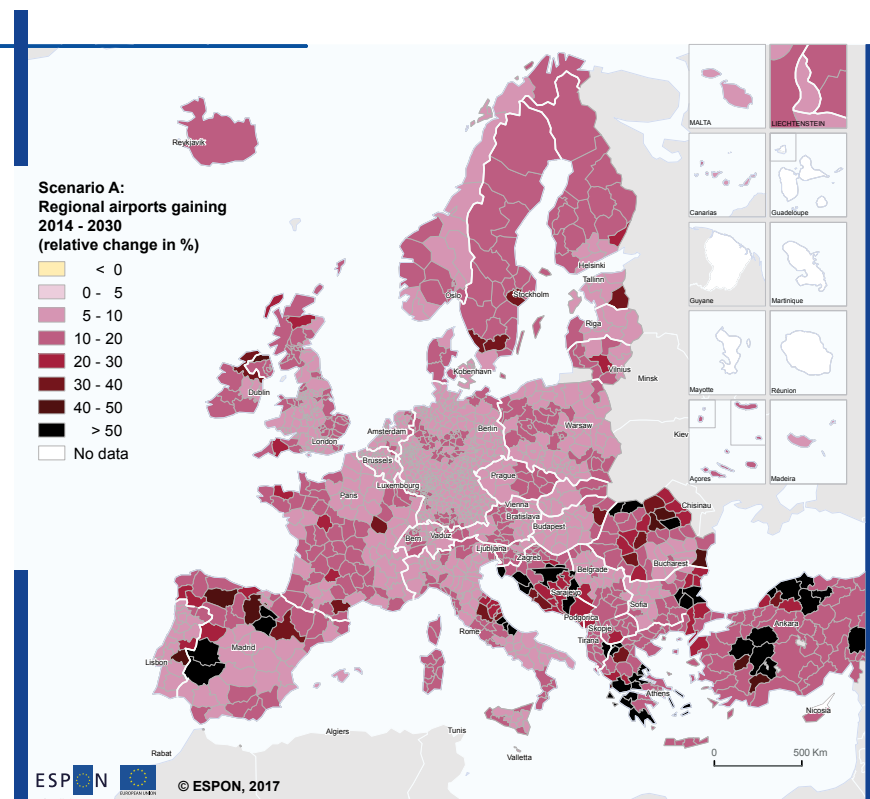 Scenario A:
Regional airports gaining
2014 - 2030
(relative change in %)
< 0
0 - 5
5 - 10
10 - 20
20 - 30
30 - 40
40 - 50
> 50
No data
Reykjavik
Oslo
Stockholm
Helsinki
Tallinn
Riga
Vilnius
Minsk
Kobenhavn
Dublin
London
Amsterdam
Brussels
Luxembourg
Paris
Berlin
Warsaw
Kiev
Prague
Vienna
Bratislava
Budapest
Chisinau
Bern
Vaduz
Ljubljana
Zagreb
Belgrade
Bucharest
Sarajevo
Podgorica
Sofia
Skopje
Tirana
Rome
Madrid
Lisbon
Ankara
Athens
Nicosia
Algiers
Tunis
Valletta
Rabat
MALTA
LIECHTENSTEIN
Canarias
Guadeloupe
Guyane
Martinique
Mayotte
Réunion
Açores
Madeira
0 500 Km
ESPON
EUROPEAN UNION
© ESPON, 2017